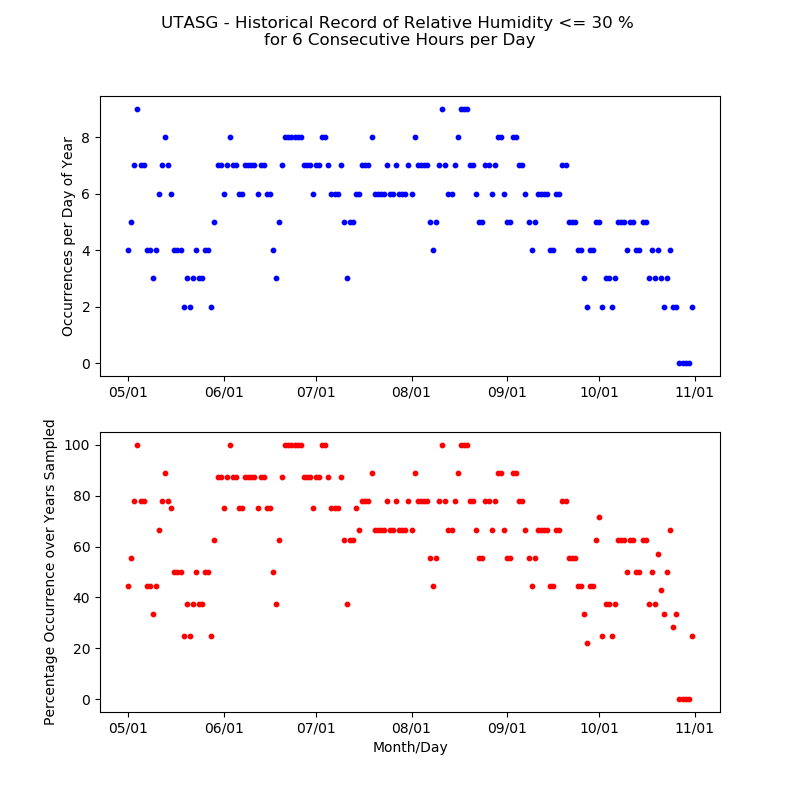 UTASG - Historical Record of Relative Humidity <= 30 %
for 6 Consecutive Hours per Day
Occurrences per Day of Year
8
6
4
2
0
05/01 06/01 07/01 08/01 09/01 10/01 11/01
Percentage Occurrence over Years Sampled
100
80
60
40
20
0
05/01 06/01 07/01 08/01 09/01 10/01 11/01
Month/Day